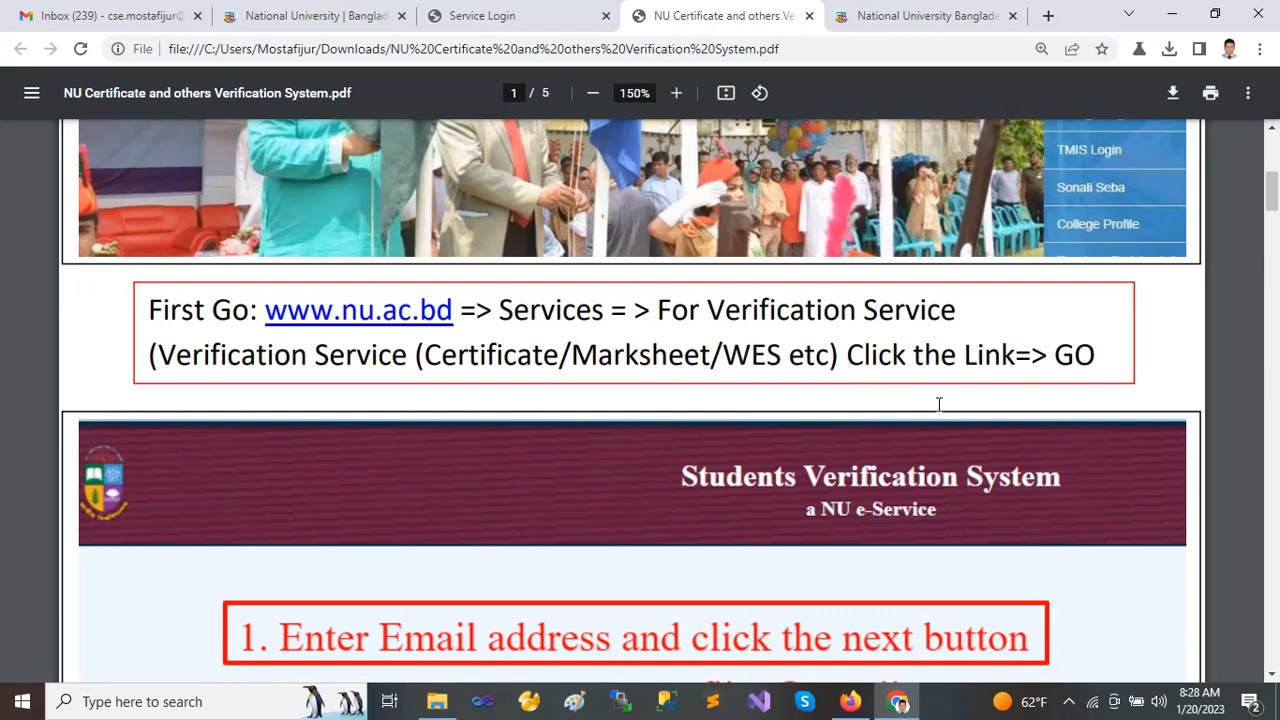 Inbox (239) - cse.mostafijur@
National University | Banglad
Service Login
NU Certificate and others Ve
National University Banglade
File
file:///C:/Users/Mostafijur/Downloads/NU%20Certificate%20and%20others%20Verification%20System.pdf
NU Certificate and others Verification System.pdf
1 / 5
150%
TMIS Login
Sonali Seba
College Profile
First Go: www.nu.ac.bd => Services = > For Verification Service
(Verification Service (Certificate/Marksheet/WES etc) Click the Link=> GO
Students Verification System
a NU e-Service
1. Enter Email address and click the next button
Type here to search
62°F
8:28 AM
1/20/2023
2